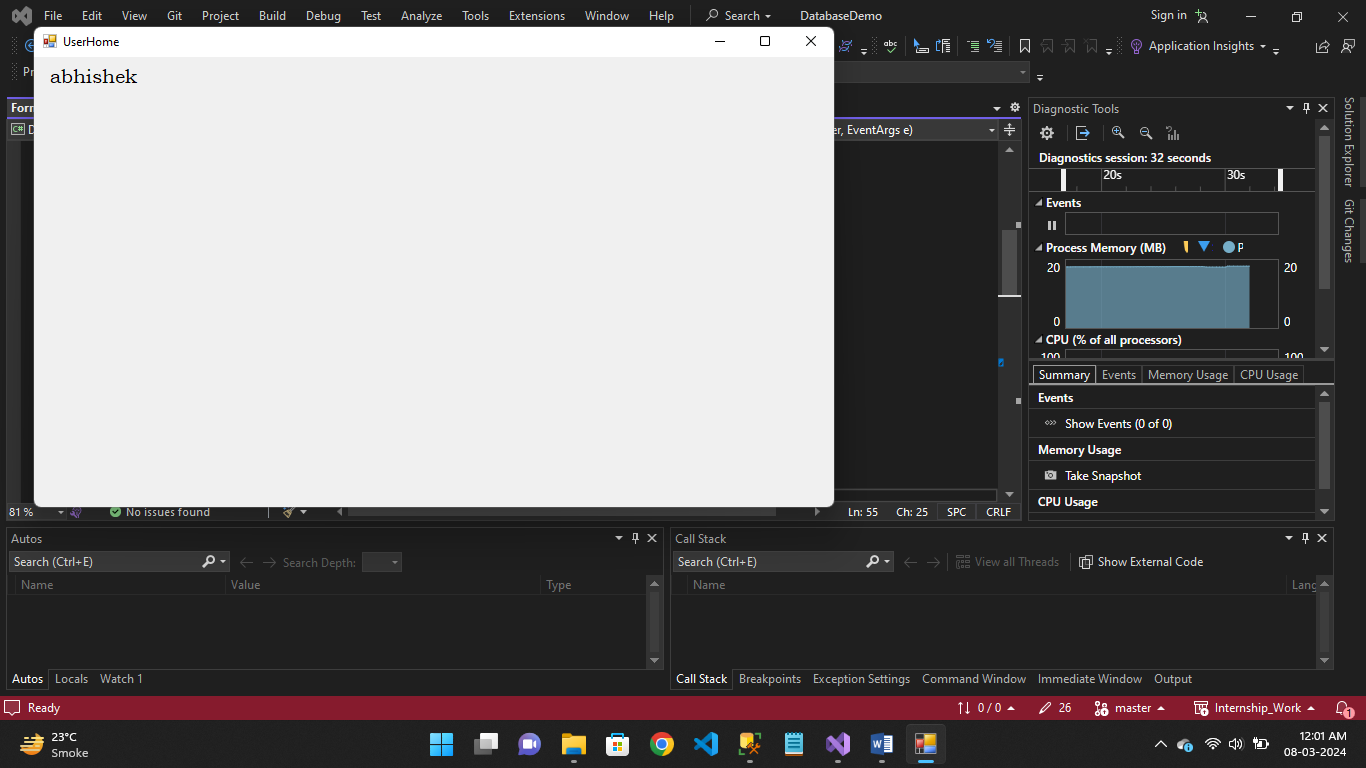 File Edit View Git Project Build Debug Test Analyze Tools Extensions Window Help Search DatabaseDemo Sign in
UserHome
abhishek
Application Insights
Form
er, EventArgs e)
Diagnostic Tools
Diagnostics session: 32 seconds
20s 30s
Events
Process Memory (MB) P
20 20
0 0
CPU (% of all processors)
100 100
Summary Events Memory Usage CPU Usage
Events
Show Events (0 of 0)
Memory Usage
Take Snapshot
CPU Usage
Solution Explorer
Git Changes
81 % No issues found Ln: 55 Ch: 25 SPC CRLF
Autos
Search (Ctrl+E) Search Depth:
Name Value Type
Autos Locals Watch 1
Call Stack
Search (Ctrl+E) View all Threads Show External Code
Name Lang
Call Stack Breakpoints Exception Settings Command Window Immediate Window Output
Ready 0 / 0 26 master Internship_Work 1
23°C
Smoke
12:01 AM
08-03-2024